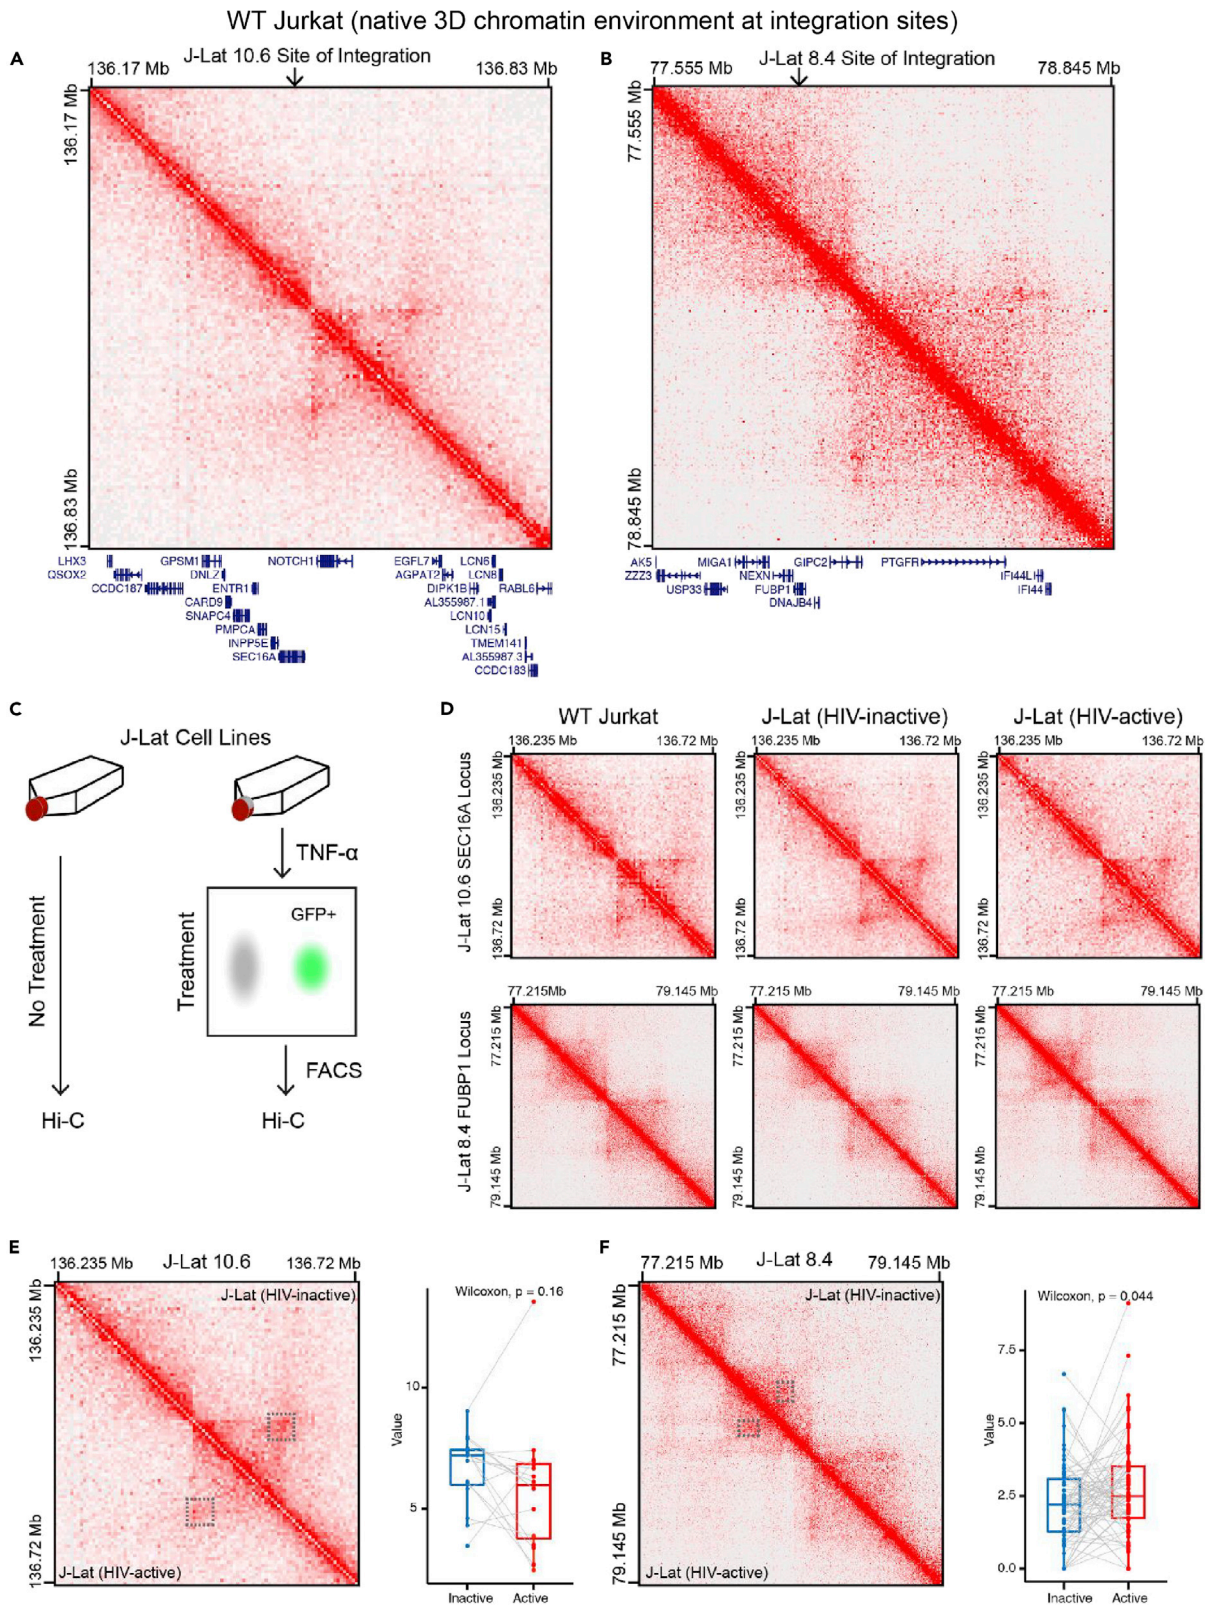 WT Jurkat (native 3D chromatin environment at integration sites)
A
J-Lat 10.6 Site of Integration
136.17 Mb
136.83 Mb
136.17 Mb
136.83 Mb
LHX3
GPSM1
NOTCH1
EGFL7
LCN6
QSOX2
DNLZ
AGPAT2
LCN8
CCDC187
ENTR1
DIPK1B
RABL6
CARD9
AL355987.1
SNAPC4
LCN10
PMPCA
LCN15
INPP5E
TMEM141
SEC16A
AL355987.3
CCDC183
B
J-Lat 8.4 Site of Integration
77.555 Mb
78.845 Mb
77.555 Mb
78.845 Mb
AK5
MIGA1
GIPC2
PTGFR
ZZZ3
NEXN
IFI44L
USP33
FUBP1
IFI44
DNAJB4
C
J-Lat Cell Lines
No Treatment
Hi-C
TNF-α
Treatment
GFP+
FACS
Hi-C
D
WT Jurkat
J-Lat (HIV-inactive)
J-Lat (HIV-active)
J-Lat 10.6 SEC16A Locus
136.235 Mb
136.72 Mb
136.235 Mb
136.72 Mb
136.235 Mb
136.72 Mb
136.235 Mb
136.72 Mb
136.235 Mb
136.72 Mb
136.235 Mb
136.72 Mb
J-Lat 8.4 FUBP1 Locus
77.215Mb
79.145 Mb
77.215 Mb
79.145 Mb
77.215 Mb
79.145 Mb
77.215 Mb
79.145 Mb
77.215 Mb
79.145 Mb
77.215 Mb
79.145 Mb
E
136.235 Mb
J-Lat 10.6
136.72 Mb
136.235 Mb
136.72 Mb
J-Lat (HIV-inactive)
J-Lat (HIV-active)
Wilcoxon, p = 0.16
Value
10
5
Inactive
Active
F
77.215 Mb
J-Lat 8.4
79.145 Mb
77.215 Mb
79.145 Mb
J-Lat (HIV-inactive)
J-Lat (HIV-active)
Wilcoxon, p = 0.044
Value
7.5
5.0
2.5
0.0
Inactive
Active